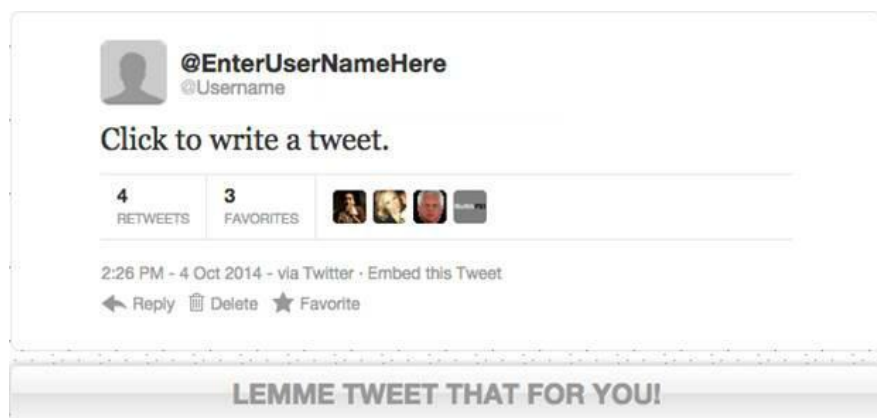 @EnterUserNameHere
@Username
Click to write a tweet.
4 3
RETWEETS FAVORITES
2:26 PM - 4 Oct 2014 - via Twitter · Embed this Tweet
Reply Delete Favorite
LEMME TWEET THAT FOR YOU!